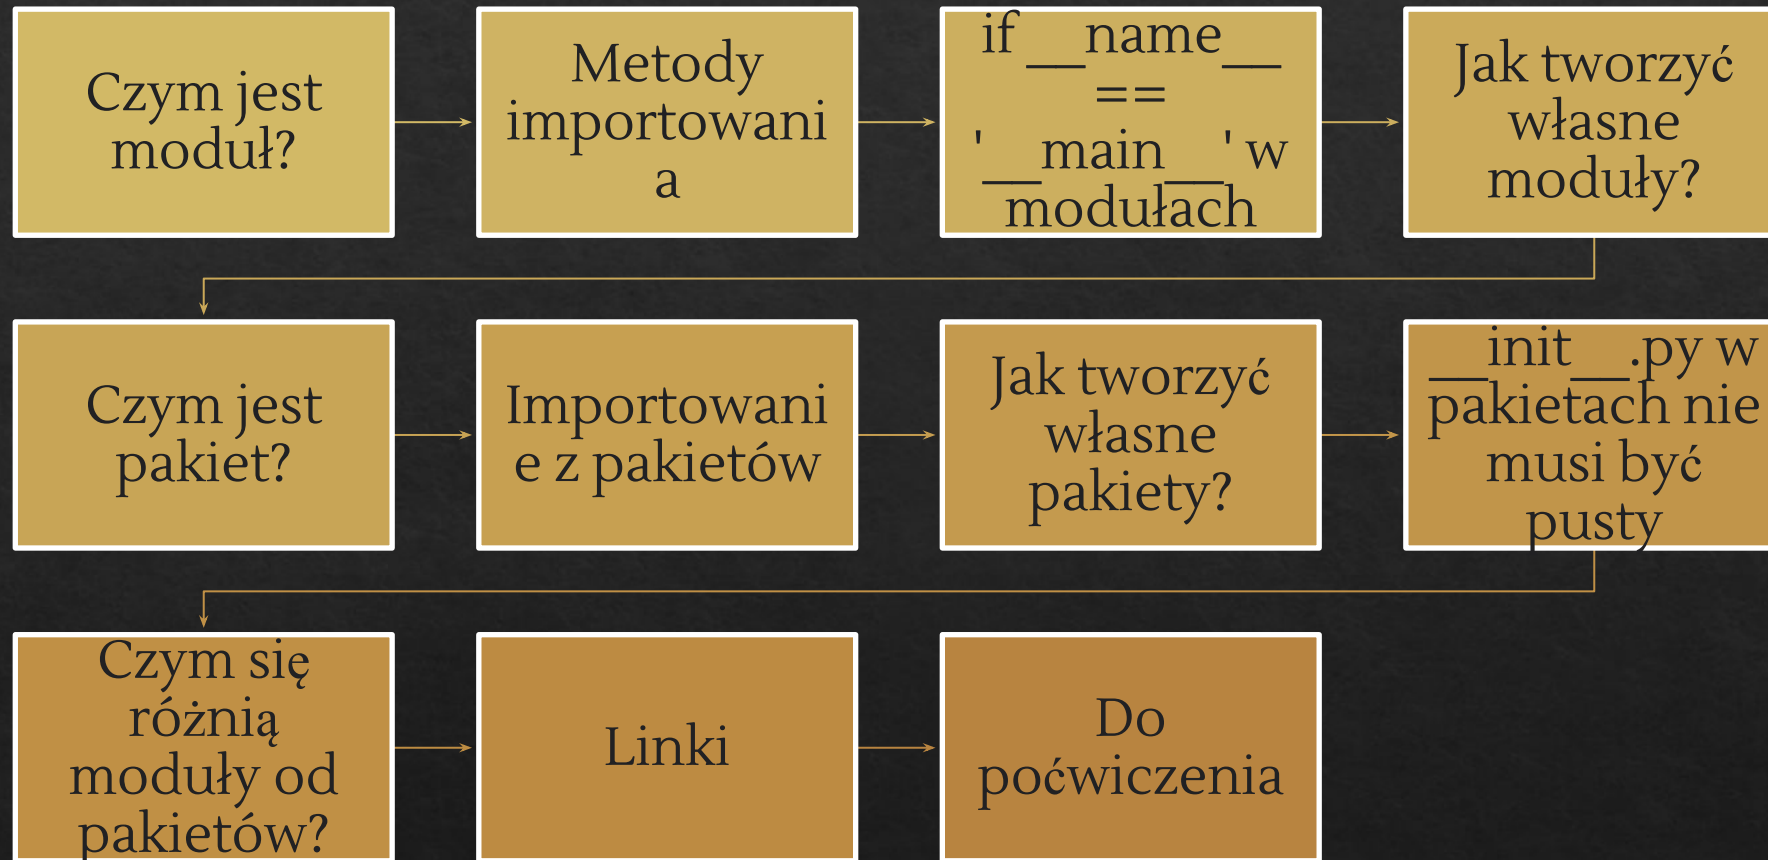 Czym jest
moduł?
Metody
importowani
a
if __name__
==
'__main__' w
modułach
Jak tworzyć
własne
moduły?
Czym jest
pakiet?
Importowani
e z pakietów
Jak tworzyć
własne
pakiety?
__init__.py w
pakietach nie
musi być
pusty
Czym się
różnią
moduły od
pakietów?
Linki
Do
poćwiczenia